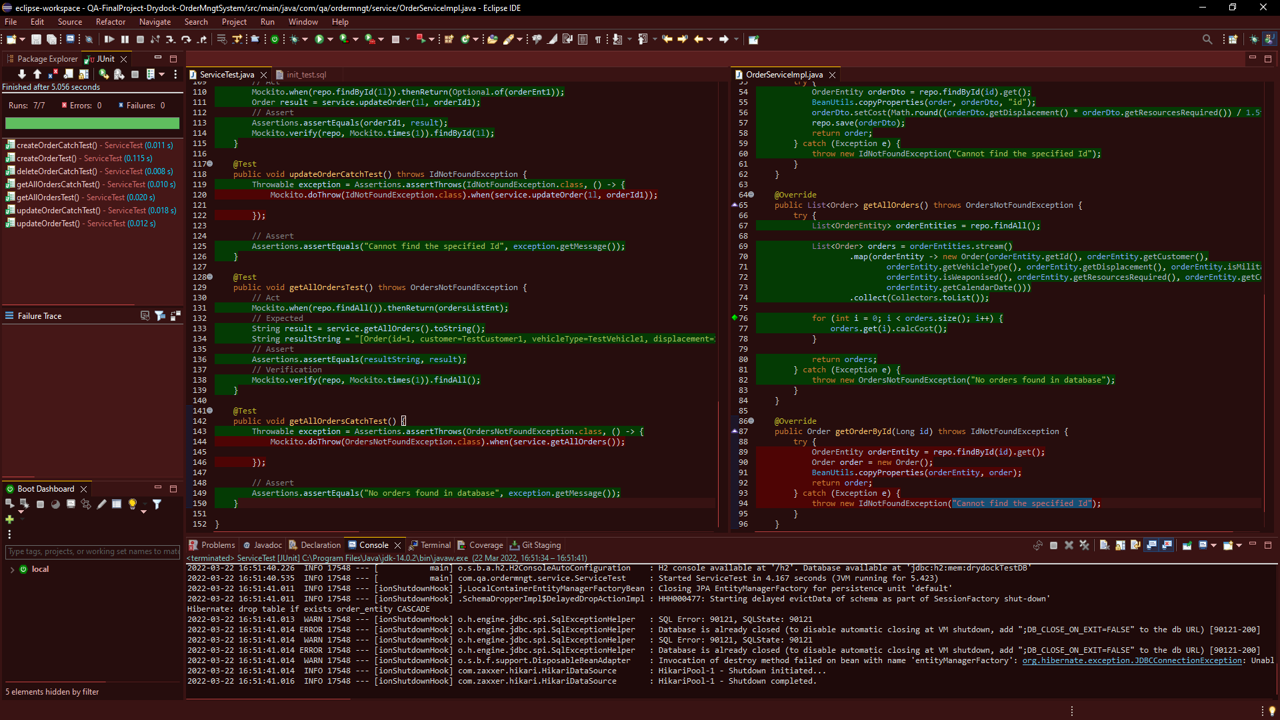 eclipse-workspace - QA-FinalProject-Drydock-OrderMngtSystem/src/main/java/com/qa/ordermngt/service/OrderServiceImpl.java - Eclipse IDE
File Edit Source Refactor Navigate Search Project Run Window Help
Package Explorer JUnit
Finished after 5.056 seconds
Runs: 7/7 Errors: 0 Failures: 0
createOrderCatchTest() - ServiceTest (0.011 s)
createOrderTest() - ServiceTest (0.115 s)
deleteOrderCatchTest() - ServiceTest (0.008 s)
getAllOrdersCatchTest() - ServiceTest (0.010 s)
getAllOrdersTest() - ServiceTest (0.020 s)
updateOrderCatchTest() - ServiceTest (0.018 s)
updateOrderTest() - ServiceTest (0.012 s)
Failure Trace
Boot Dashboard
Type tags, projects, or working set names to match
local
5 elements hidden by filter
ServiceTest.java init_test.sql
109 // Act
110 Mockito.when(repo.findById(1l)).thenReturn(Optional.of(orderEnt1));
111 Order result = service.updateOrder(1l, orderId1);
112 // Assert
113 Assertions.assertEquals(orderId1, result);
114 Mockito.verify(repo, Mockito.times(1)).findById(1l);
115 }
116
117 @Test
118 public void updateOrderCatchTest() throws IdNotFoundException {
119 Throwable exception = Assertions.assertThrows(IdNotFoundException.class, () -> {
120 Mockito.doThrow(IdNotFoundException.class).when(service.updateOrder(1l, orderId1));
121
122 });
123
124 // Assert
125 Assertions.assertEquals("Cannot find the specified Id", exception.getMessage());
126 }
127
128 @Test
129 public void getAllOrdersTest() throws OrdersNotFoundException {
130 // Act
131 Mockito.when(repo.findAll()).thenReturn(ordersListEnt);
132 // Expected
133 String result = service.getAllOrders().toString();
134 String resultString = "[Order(id=1, customer=TestCustomer1, vehicleType=TestVehicle1, displacement=
135 // Assert
136 Assertions.assertEquals(resultString, result);
137 // Verification
138 Mockito.verify(repo, Mockito.times(1)).findAll();
139 }
140
141 @Test
142 public void getAllOrdersCatchTest() {
143 Throwable exception = Assertions.assertThrows(OrdersNotFoundException.class, () -> {
144 Mockito.doThrow(OrdersNotFoundException.class).when(service.getAllOrders());
145
146 });
147
148 // Assert
149 Assertions.assertEquals("No orders found in database", exception.getMessage());
150 }
151
152 }
OrderServiceImpl.java
53 try {
54 OrderEntity orderDto = repo.findById(id).get();
55 BeanUtils.copyProperties(order, orderDto, "id");
56 orderDto.setCost(Math.round((orderDto.getDisplacement() * orderDto.getResourcesRequired()) / 1.5
57 repo.save(orderDto);
58 return order;
59 } catch (Exception e) {
60 throw new IdNotFoundException("Cannot find the specified Id");
61 }
62 }
63
64 @Override
65 public List<Order> getAllOrders() throws OrdersNotFoundException {
66 try {
67 List<OrderEntity> orderEntities = repo.findAll();
68
69 List<Order> orders = orderEntities.stream()
70 .map(orderEntity -> new Order(orderEntity.getId(), orderEntity.getCustomer(),
71 orderEntity.getVehicleType(), orderEntity.getDisplacement(), orderEntity.isMilit
72 orderEntity.isWeaponised(), orderEntity.getResourcesRequired(), orderEntity.getC
73 orderEntity.getCalendarDate()))
74 .collect(Collectors.toList());
75
76 for (int i = 0; i < orders.size(); i++) {
77 orders.get(i).calcCost();
78 }
79
80 return orders;
81 } catch (Exception e) {
82 throw new OrdersNotFoundException("No orders found in database");
83 }
84 }
85
86 @Override
87 public Order getOrderById(Long id) throws IdNotFoundException {
88 try {
89 OrderEntity orderEntity = repo.findById(id).get();
90 Order order = new Order();
91 BeanUtils.copyProperties(orderEntity, order);
92 return order;
93 } catch (Exception e) {
94 throw new IdNotFoundException("Cannot find the specified Id");
95 }
96 }
Problems Javadoc Declaration Console Terminal Coverage Git Staging
<terminated> ServiceTest [JUnit] C:\Program Files\Java\jdk-14.0.2\bin\javaw.exe (22 Mar 2022, 16:51:34 – 16:51:41)
2022-03-22 16:51:40.226 INFO 17548 --- [ main] o.s.b.a.h2.H2ConsoleAutoConfiguration : H2 console available at '/h2'. Database available at 'jdbc:h2:mem:drydockTestDB'
2022-03-22 16:51:40.535 INFO 17548 --- [ main] com.qa.ordermngt.service.ServiceTest : Started ServiceTest in 4.167 seconds (JVM running for 5.423)
2022-03-22 16:51:41.011 INFO 17548 --- [ionShutdownHook] j.LocalContainerEntityManagerFactoryBean : Closing JPA EntityManagerFactory for persistence unit 'default'
2022-03-22 16:51:41.011 INFO 17548 --- [ionShutdownHook] .SchemaDropperImpl$DelayedDropActionImpl : HHH000477: Starting delayed evictData of schema as part of SessionFactory shut-down'
Hibernate: drop table if exists order_entity CASCADE
2022-03-22 16:51:41.013 WARN 17548 --- [ionShutdownHook] o.h.engine.jdbc.spi.SqlExceptionHelper : SQL Error: 90121, SQLState: 90121
2022-03-22 16:51:41.014 ERROR 17548 --- [ionShutdownHook] o.h.engine.jdbc.spi.SqlExceptionHelper : Database is already closed (to disable automatic closing at VM shutdown, add ";DB_CLOSE_ON_EXIT=FALSE" to the db URL) [90121-200]
2022-03-22 16:51:41.014 WARN 17548 --- [ionShutdownHook] o.h.engine.jdbc.spi.SqlExceptionHelper : SQL Error: 90121, SQLState: 90121
2022-03-22 16:51:41.014 ERROR 17548 --- [ionShutdownHook] o.h.engine.jdbc.spi.SqlExceptionHelper : Database is already closed (to disable automatic closing at VM shutdown, add ";DB_CLOSE_ON_EXIT=FALSE" to the db URL) [90121-200]
2022-03-22 16:51:41.014 WARN 17548 --- [ionShutdownHook] o.s.b.f.support.DisposableBeanAdapter : Invocation of destroy method failed on bean with name 'entityManagerFactory': org.hibernate.exception.JDBCConnectionException: Unabl
2022-03-22 16:51:41.014 INFO 17548 --- [ionShutdownHook] com.zaxxer.hikari.HikariDataSource : HikariPool-1 - Shutdown initiated...
2022-03-22 16:51:41.016 INFO 17548 --- [ionShutdownHook] com.zaxxer.hikari.HikariDataSource : HikariPool-1 - Shutdown completed.